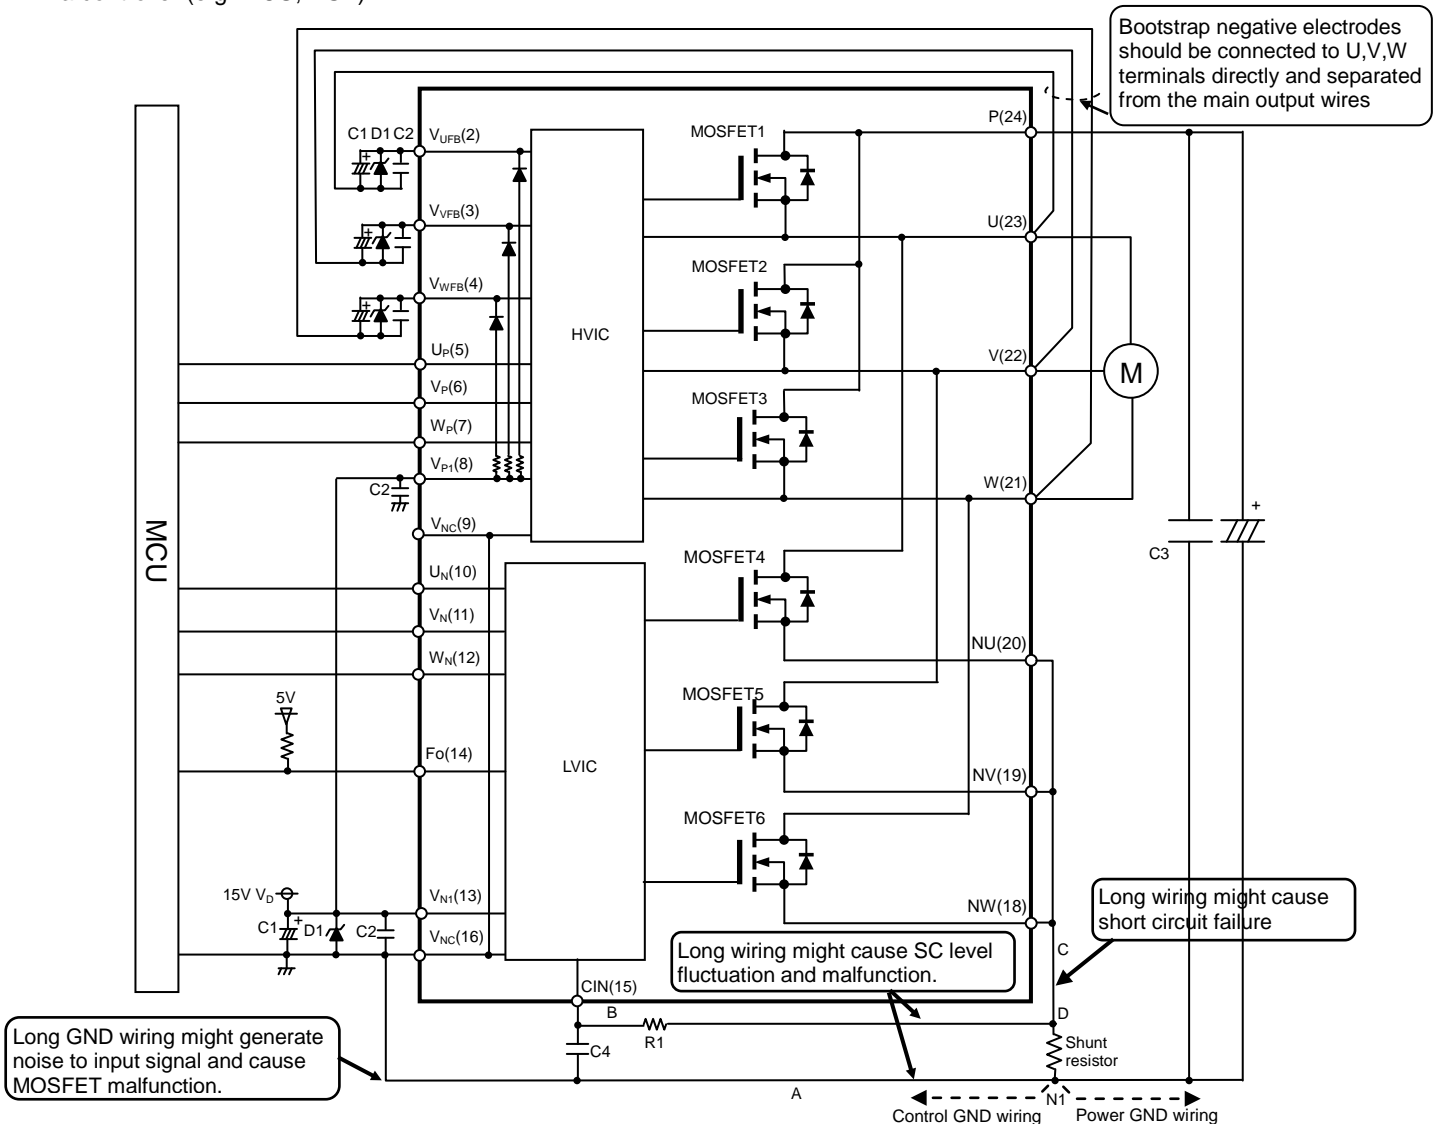 Bootstrap negative electrodes
should be connected to U,V,W
terminals directly and separated
from the main output wires
P(24)
MOSFET1
C1 D1 C2
VUFB(2)
+
VVFB(3)
U(23)
+
MOSFET2
VWFB(4)
+
HVIC
UP(5)
V(22)
M
VP(6)
MOSFET3
WP(7)
VP1(8)
W(21)
C2
+
MCU
VNC(9)
C3
MOSFET4
UN(10)
VN(11)
NU(20)
WN(12)
5V
MOSFET5
Fo(14)
LVIC
NV(19)
MOSFET6
15V VD
VN1(13)
NW(18)
Long wiring might cause
short circuit failure
C1
+
D1
C2
VNC(16)
Long wiring might cause SC level
fluctuation and malfunction.
C
CIN(15)
B
D
R1
C4
Shunt
resistor
Long GND wiring might generate
noise to input signal and cause
MOSFET malfunction.
A
N1
Control GND wiring
Power GND wiring